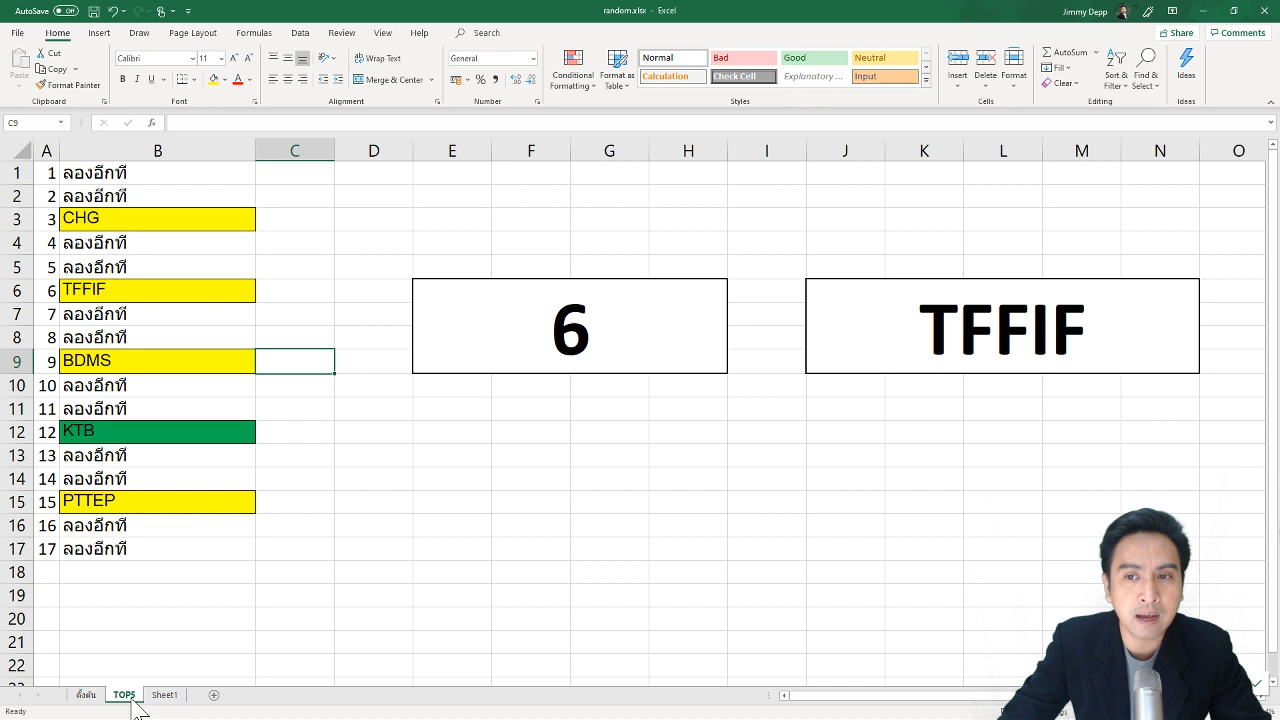 AutoSave Off
random.xlsx - Excel
Jimmy Depp
File Home Insert Draw Page Layout Formulas Data Review View Help Search
Share Comments
Paste
Cut
Copy
Format Painter
Clipboard
Calibri 11
B I U
Font
Wrap Text
Merge & Center
Alignment
General
Number
Conditional Formatting
Format as Table
Normal Bad Good Neutral
Calculation Check Cell Explanatory ... Input
Styles
Insert Delete Format
Cells
AutoSum
Fill
Clear
Sort & Filter
Find & Select
Editing
Ideas
Ideas
C9
fx
A B C D E F G H I J K L M N O
1 1 ลองอีกที
2 2 ลองอีกที
3 3 CHG
4 4 ลองอีกที
5 5 ลองอีกที
6 6 TFFIF
7 7 ลองอีกที
8 8 ลองอีกที
9 9 BDMS
10 10 ลองอีกที
11 11 ลองอีกที
12 12 KTB
13 13 ลองอีกที
14 14 ลองอีกที
15 15 PTTEP
16 16 ลองอีกที
17 17 ลองอีกที
18
19
20
21
22
6
TFFIF
ตั้งต้น TOP5 Sheet1
Ready